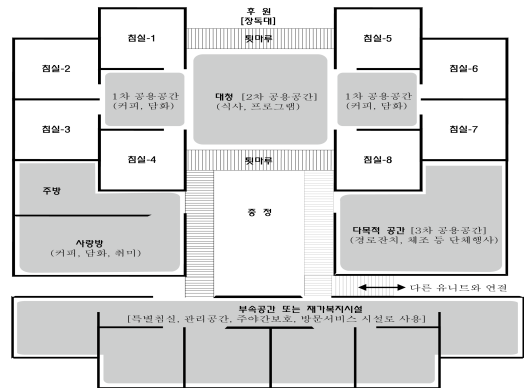 후 원
[장독대]
침실-1
툇마루
침실-5
침실-2
침실-6
1차 공용공간
(커피, 담화)
대청 [2차 공용공간]
(식사, 프로그램)
1차 공용공간
(커피, 담화)
침실-3
침실-7
침실-4
툇마루
침실-8
주방
중 정
사랑방
(커피, 담화, 취미)
다목적 공간 [3차 공용공간]
(경로잔치, 체조 등 단체행사)
다른 유니트와 연결
부속공간 또는 재가복지시설
[특별침실, 관리공간, 주야간보호, 방문서비스 시설로 사용]